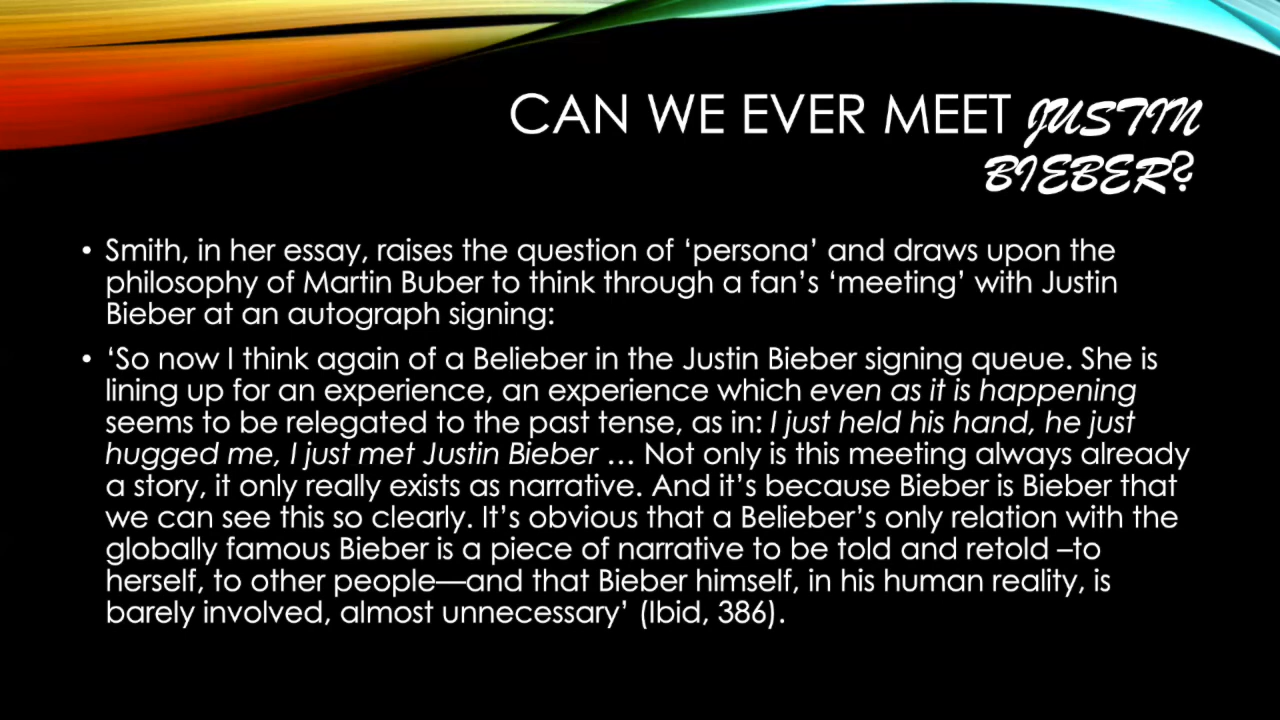 CAN WE EVER MEET JUSTIN
BIEBER?
• Smith, in her essay, raises the question of ‘persona’ and draws upon the
philosophy of Martin Buber to think through a fan’s ‘meeting’ with Justin
Bieber at an autograph signing:
• ‘So now I think again of a Belieber in the Justin Bieber signing queue. She is
lining up for an experience, an experience which even as it is happening
seems to be relegated to the past tense, as in: I just held his hand, he just
hugged me, I just met Justin Bieber … Not only is this meeting always already
a story, it only really exists as narrative. And it’s because Bieber is Bieber that
we can see this so clearly. It’s obvious that a Belieber’s only relation with the
globally famous Bieber is a piece of narrative to be told and retold –to
herself, to other people—and that Bieber himself, in his human reality, is
barely involved, almost unnecessary’ (Ibid, 386).